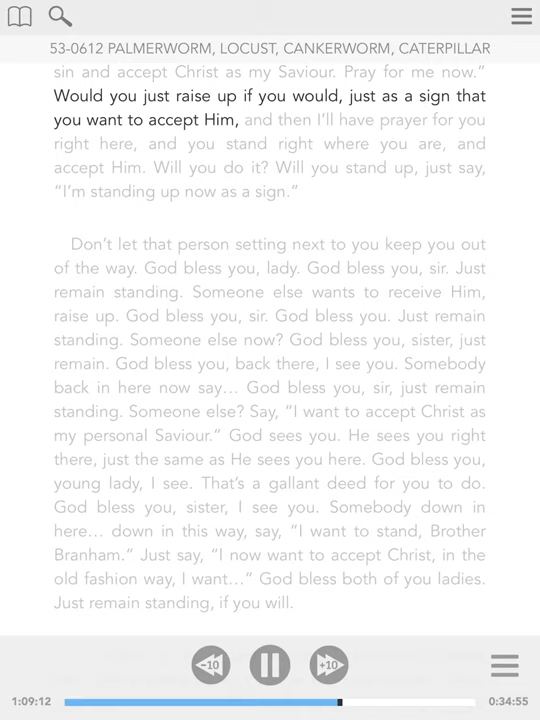 53-0612 PALMERWORM, LOCUST, CANKERWORM, CATERPILLAR
sin and accept Christ as my Saviour. Pray for me now.”
Would you just raise up if you would, just as a sign that
you want to accept Him, and then I’ll have prayer for you
right here, and you stand right where you are, and
accept Him. Will you do it? Will you stand up, just say,
“I’m standing up now as a sign.”
Don’t let that person setting next to you keep you out
of the way. God bless you, lady. God bless you, sir. Just
remain standing. Someone else wants to receive Him,
raise up. God bless you, sir. God bless you. Just remain
standing. Someone else now? God bless you, sister, just
remain. God bless you, back there, I see you. Somebody
back in here now say… God bless you, sir, just remain
standing. Someone else? Say, “I want to accept Christ as
my personal Saviour.” God sees you. He sees you right
there, just the same as He sees you here. God bless you,
young lady, I see. That’s a gallant deed for you to do.
God bless you, sister, I see you. Somebody down in
here… down in this way, say, “I want to stand, Brother
Branham.” Just say, “I now want to accept Christ, in the
old fashion way, I want…” God bless both of you ladies.
Just remain standing, if you will.
-10 +10
1:09:12 0:34:55